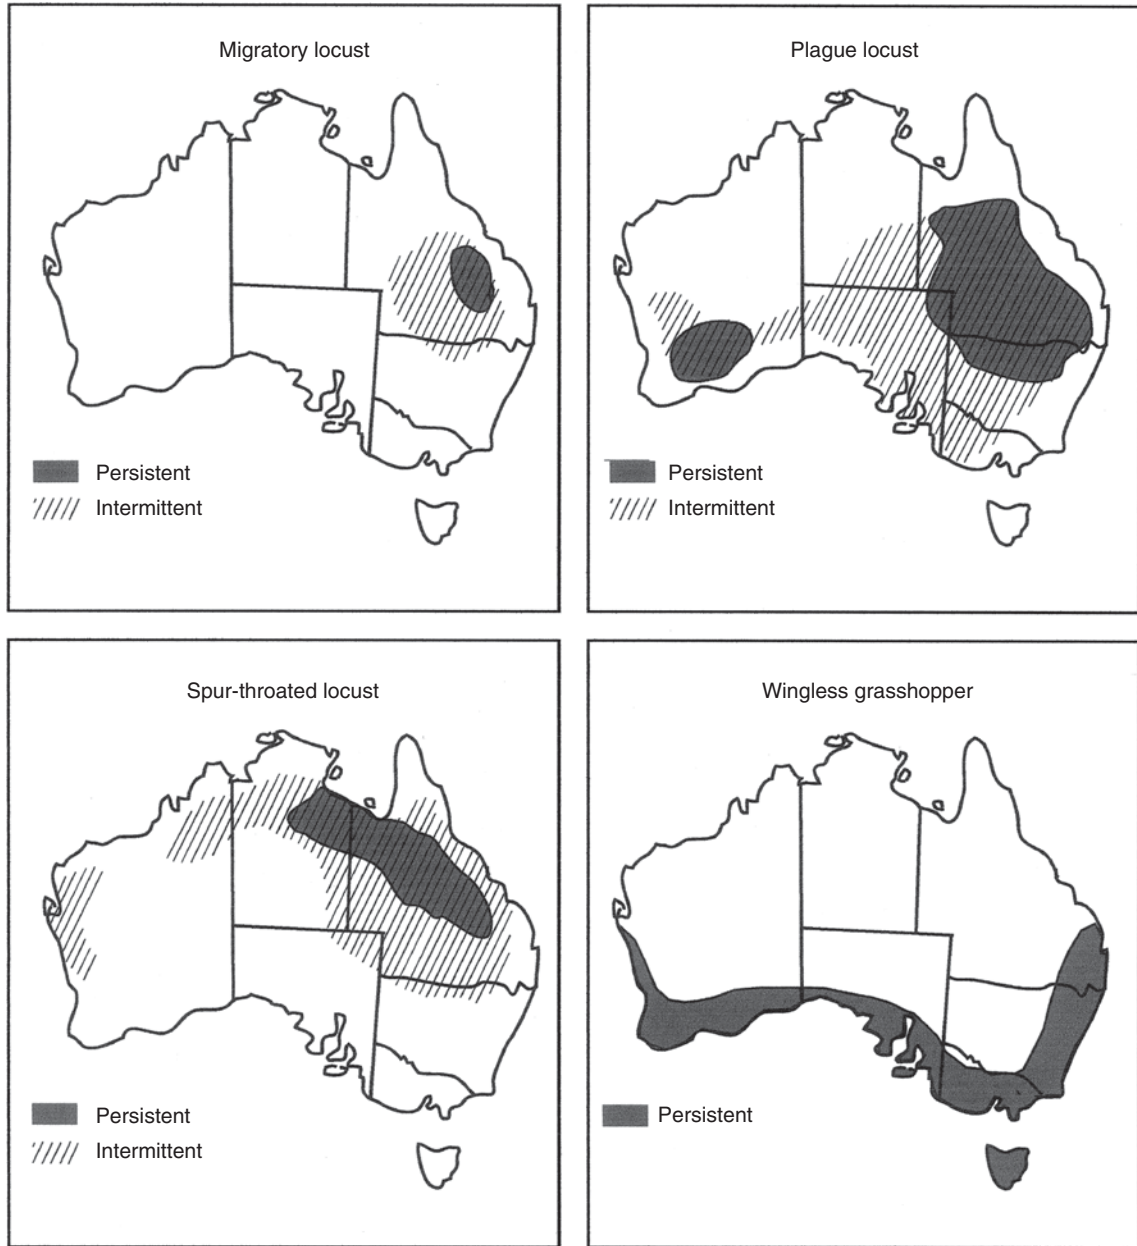 Migratory locust
Persistent
Intermittent
Plague locust
Persistent
Intermittent
Spur-throated locust
Persistent
Intermittent
Wingless grasshopper
Persistent